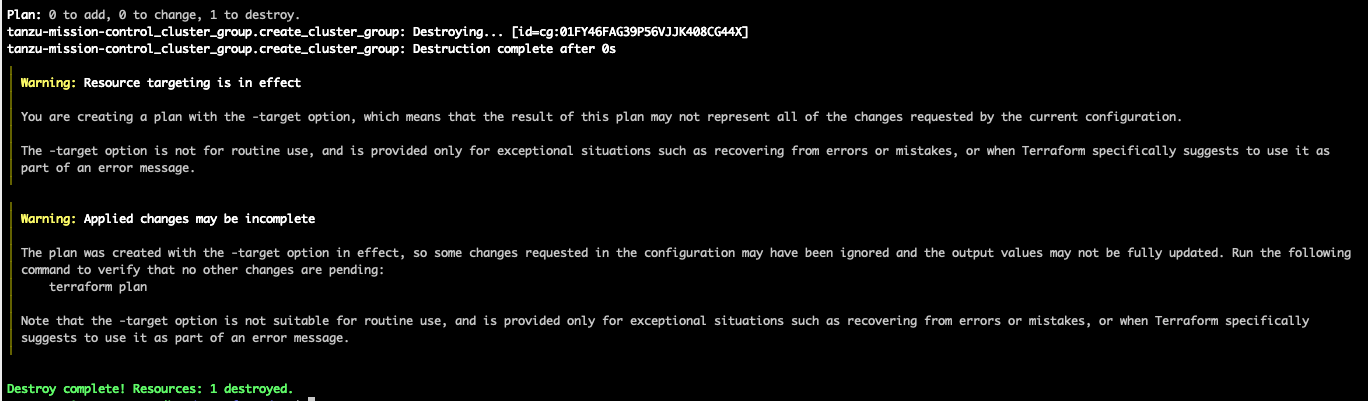 Plan: 0 to add, 0 to change, 1 to destroy.
tanzu-mission-control_cluster_group.create_cluster_group: Destroying... [id=cg:01FY46FAG39P56VJJK408CG44X]
tanzu-mission-control_cluster_group.create_cluster_group: Destruction complete after 0s
Warning: Resource targeting is in effect
You are creating a plan with the -target option, which means that the result of this plan may not represent all of the changes requested by the current configuration.
The -target option is not for routine use, and is provided only for exceptional situations such as recovering from errors or mistakes, or when Terraform specifically suggests to use it as
part of an error message.
Warning: Applied changes may be incomplete
The plan was created with the -target option in effect, so some changes requested in the configuration may have been ignored and the output values may not be fully updated. Run the following
command to verify that no other changes are pending:
terraform plan
Note that the -target option is not suitable for routine use, and is provided only for exceptional situations such as recovering from errors or mistakes, or when Terraform specifically
suggests to use it as part of an error message.
Destroy complete! Resources: 1 destroyed.